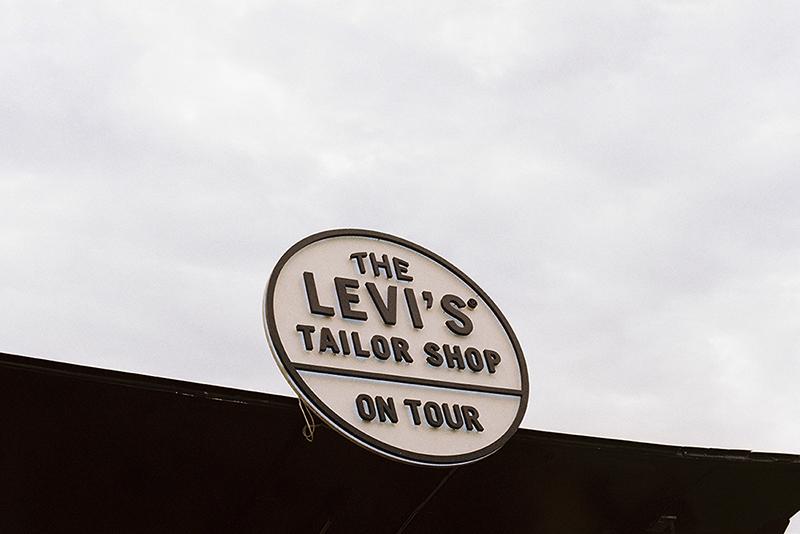 THE
LEVI'S®
TAILOR SHOP
ON TOUR